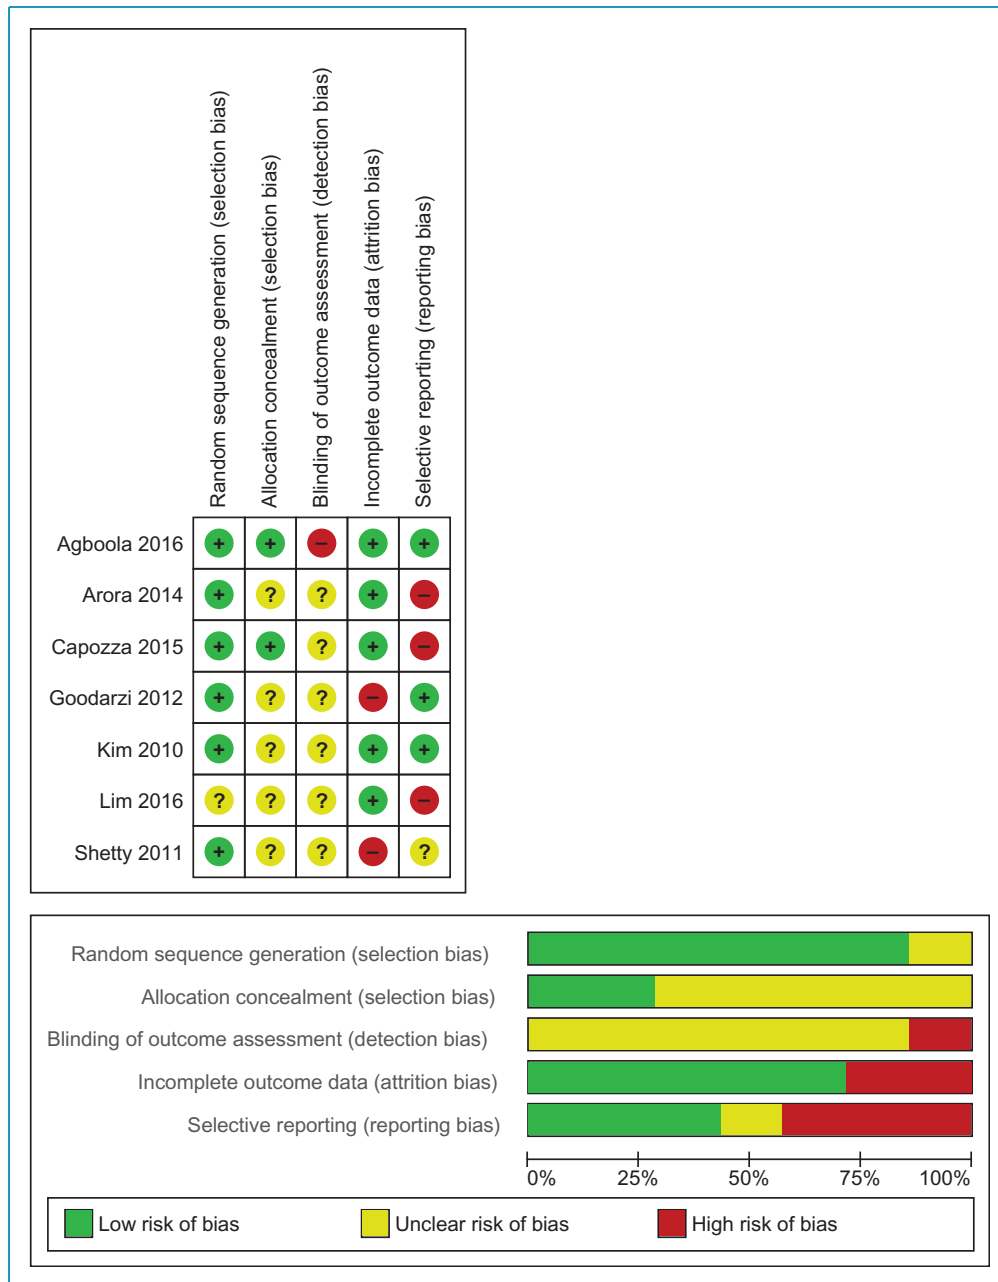 Random sequence generation (selection bias)
Allocation concealment (selection bias)
Blinding of outcome assessment (detection bias)
Incomplete outcome data (attrition bias)
Selective reporting (reporting bias)
Agboola 2016 + + – + +
Arora 2014 + ? ? + –
Capozza 2015 + + ? + –
Goodarzi 2012 + ? ? – +
Kim 2010 + ? ? + +
Lim 2016 ? ? ? + –
Shetty 2011 + ? ? – ?
Random sequence generation (selection bias)
Allocation concealment (selection bias)
Blinding of outcome assessment (detection bias)
Incomplete outcome data (attrition bias)
Selective reporting (reporting bias)
0% 25% 50% 75% 100%
Low risk of bias Unclear risk of bias High risk of bias